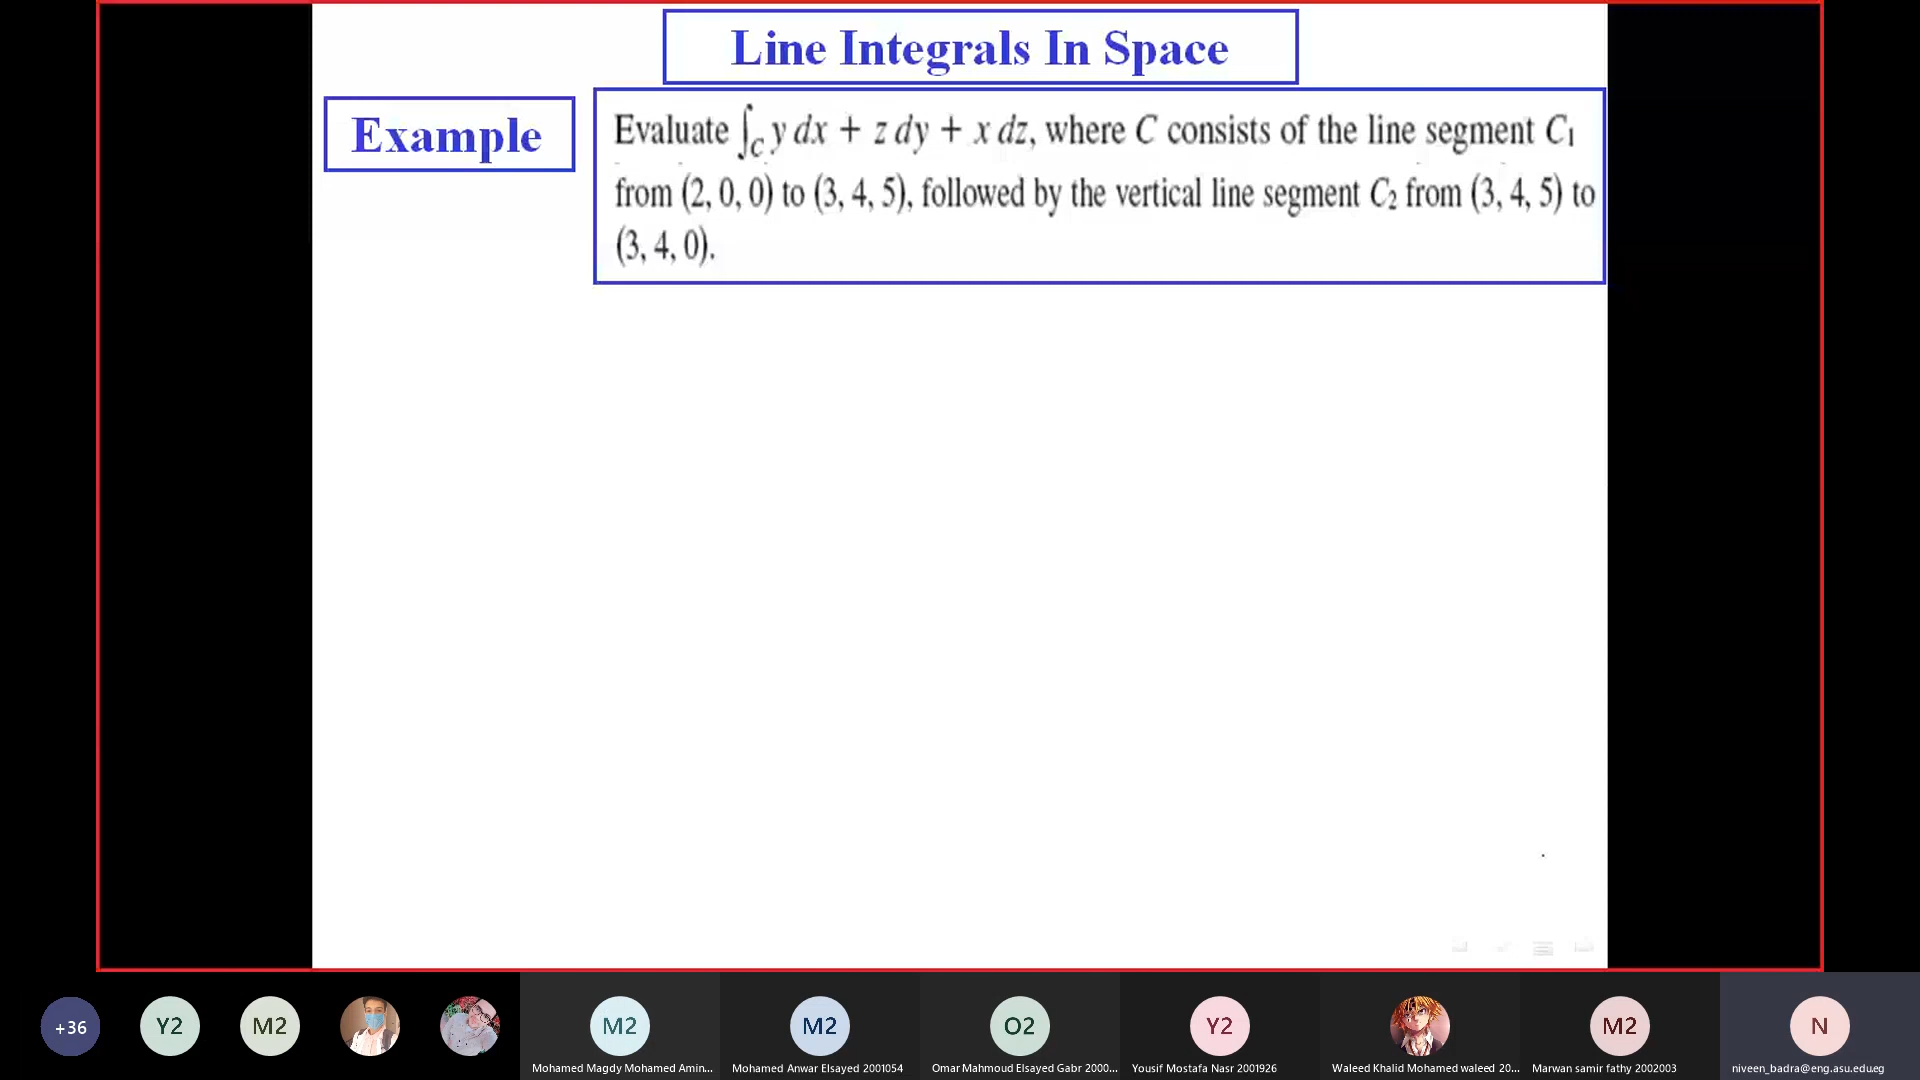 Line Integrals In Space
Example
Evaluate ∫C y dx + z dy + x dz, where C consists of the line segment C₁
from (2, 0, 0) to (3, 4, 5), followed by the vertical line segment C₂ from (3, 4, 5) to
(3, 4, 0).
+36
Y2
M2
M2
M2
O2
Y2
M2
N
Mohamed Magdy Mohamed Amin...
Mohamed Anwar Elsayed 2001054
Omar Mahmoud Elsayed Gabr 2000...
Yousif Mostafa Nasr 2001926
Waleed Khalid Mohamed waleed 20...
Marwan samir fathy 2002003
niveen_badra@eng.asu.edu.eg